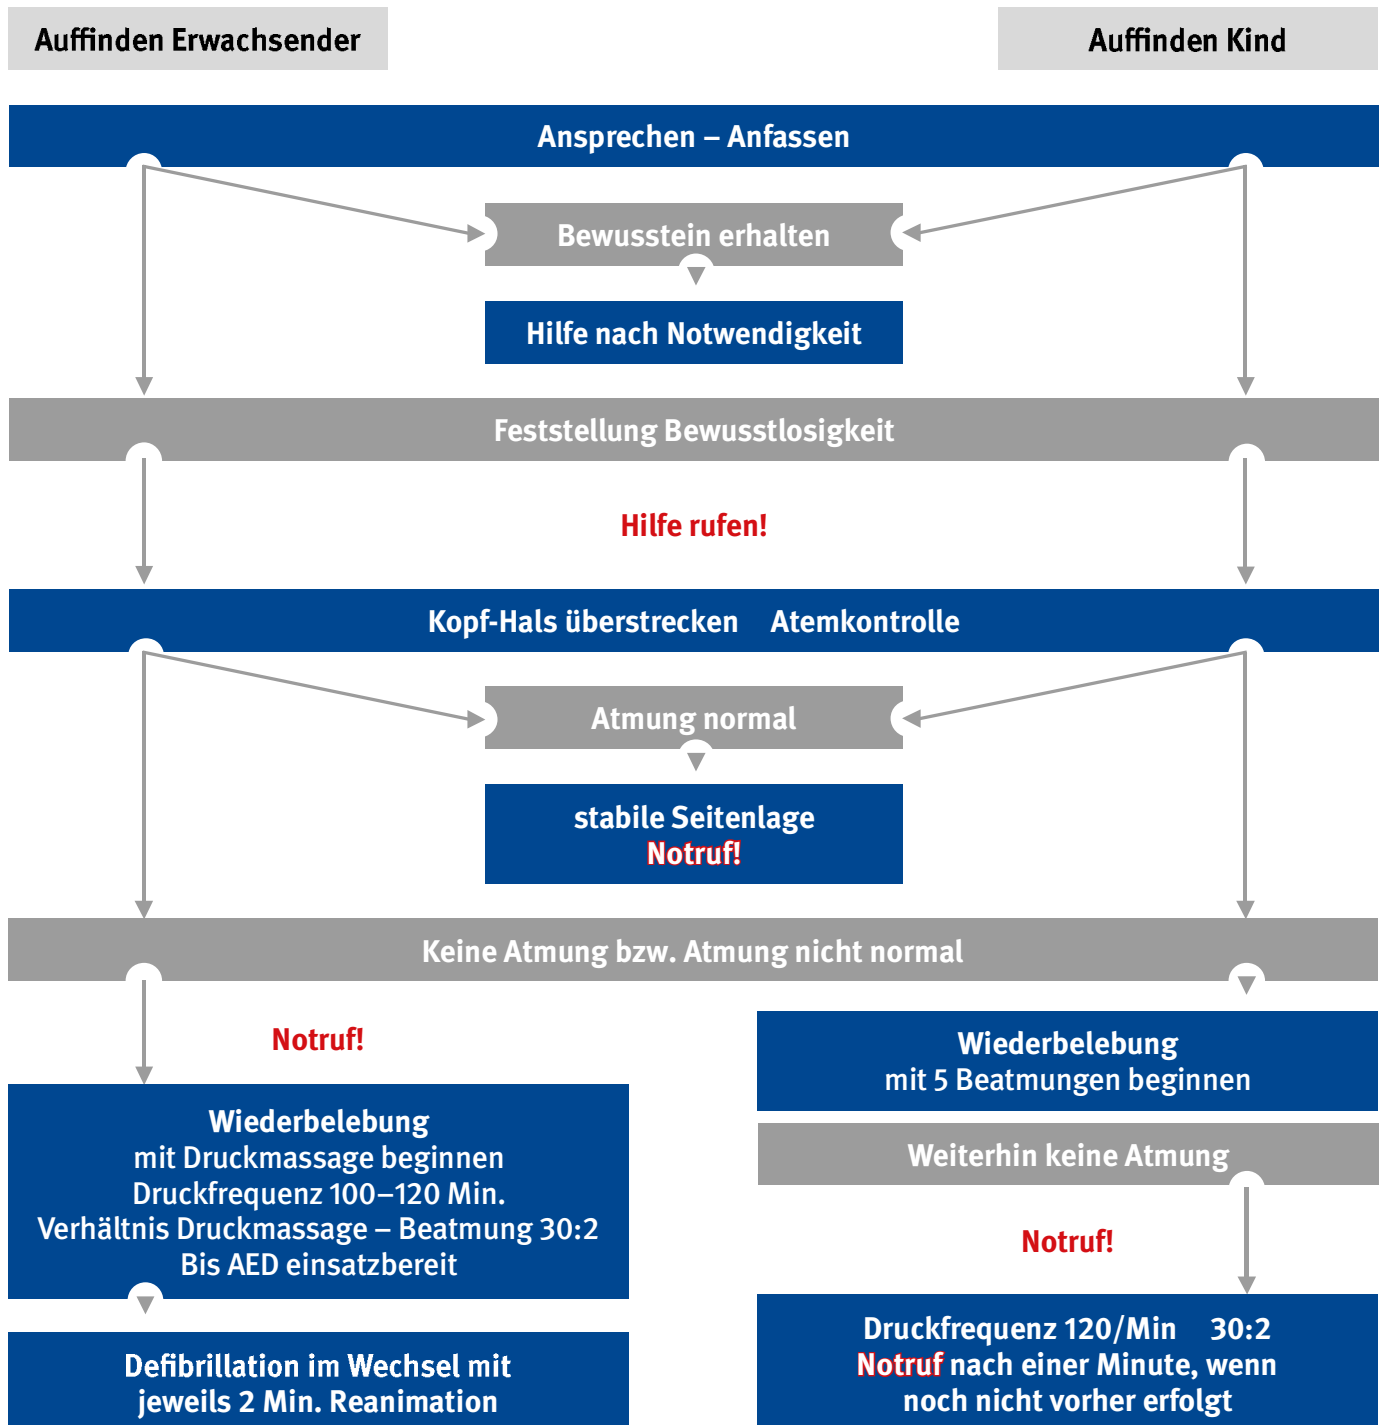 Auffinden Erwachsender
Auffinden Kind
Ansprechen – Anfassen
Bewusstein erhalten
Hilfe nach Notwendigkeit
Feststellung Bewusstlosigkeit
Hilfe rufen!
Kopf-Hals überstrecken Atemkontrolle
Atmung normal
stabile Seitenlage
Notruf!
Keine Atmung bzw. Atmung nicht normal
Notruf!
Wiederbelebung
mit Druckmassage beginnen
Druckfrequenz 100–120 Min.
Verhältnis Druckmassage – Beatmung 30:2
Bis AED einsatzbereit
Defibrillation im Wechsel mit
jeweils 2 Min. Reanimation
Wiederbelebung
mit 5 Beatmungen beginnen
Weiterhin keine Atmung
Notruf!
Druckfrequenz 120/Min 30:2
Notruf nach einer Minute, wenn
noch nicht vorher erfolgt